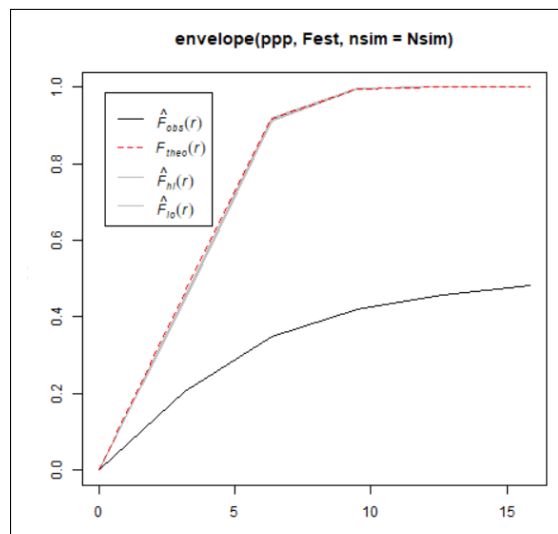 envelope(ppp, Fest, nsim = Nsim)
1.0
0.8
0.6
0.4
0.2
0.0
F̂obs(r)
Ftheo(r)
F̂hi(r)
F̂lo(r)
0 5 10 15